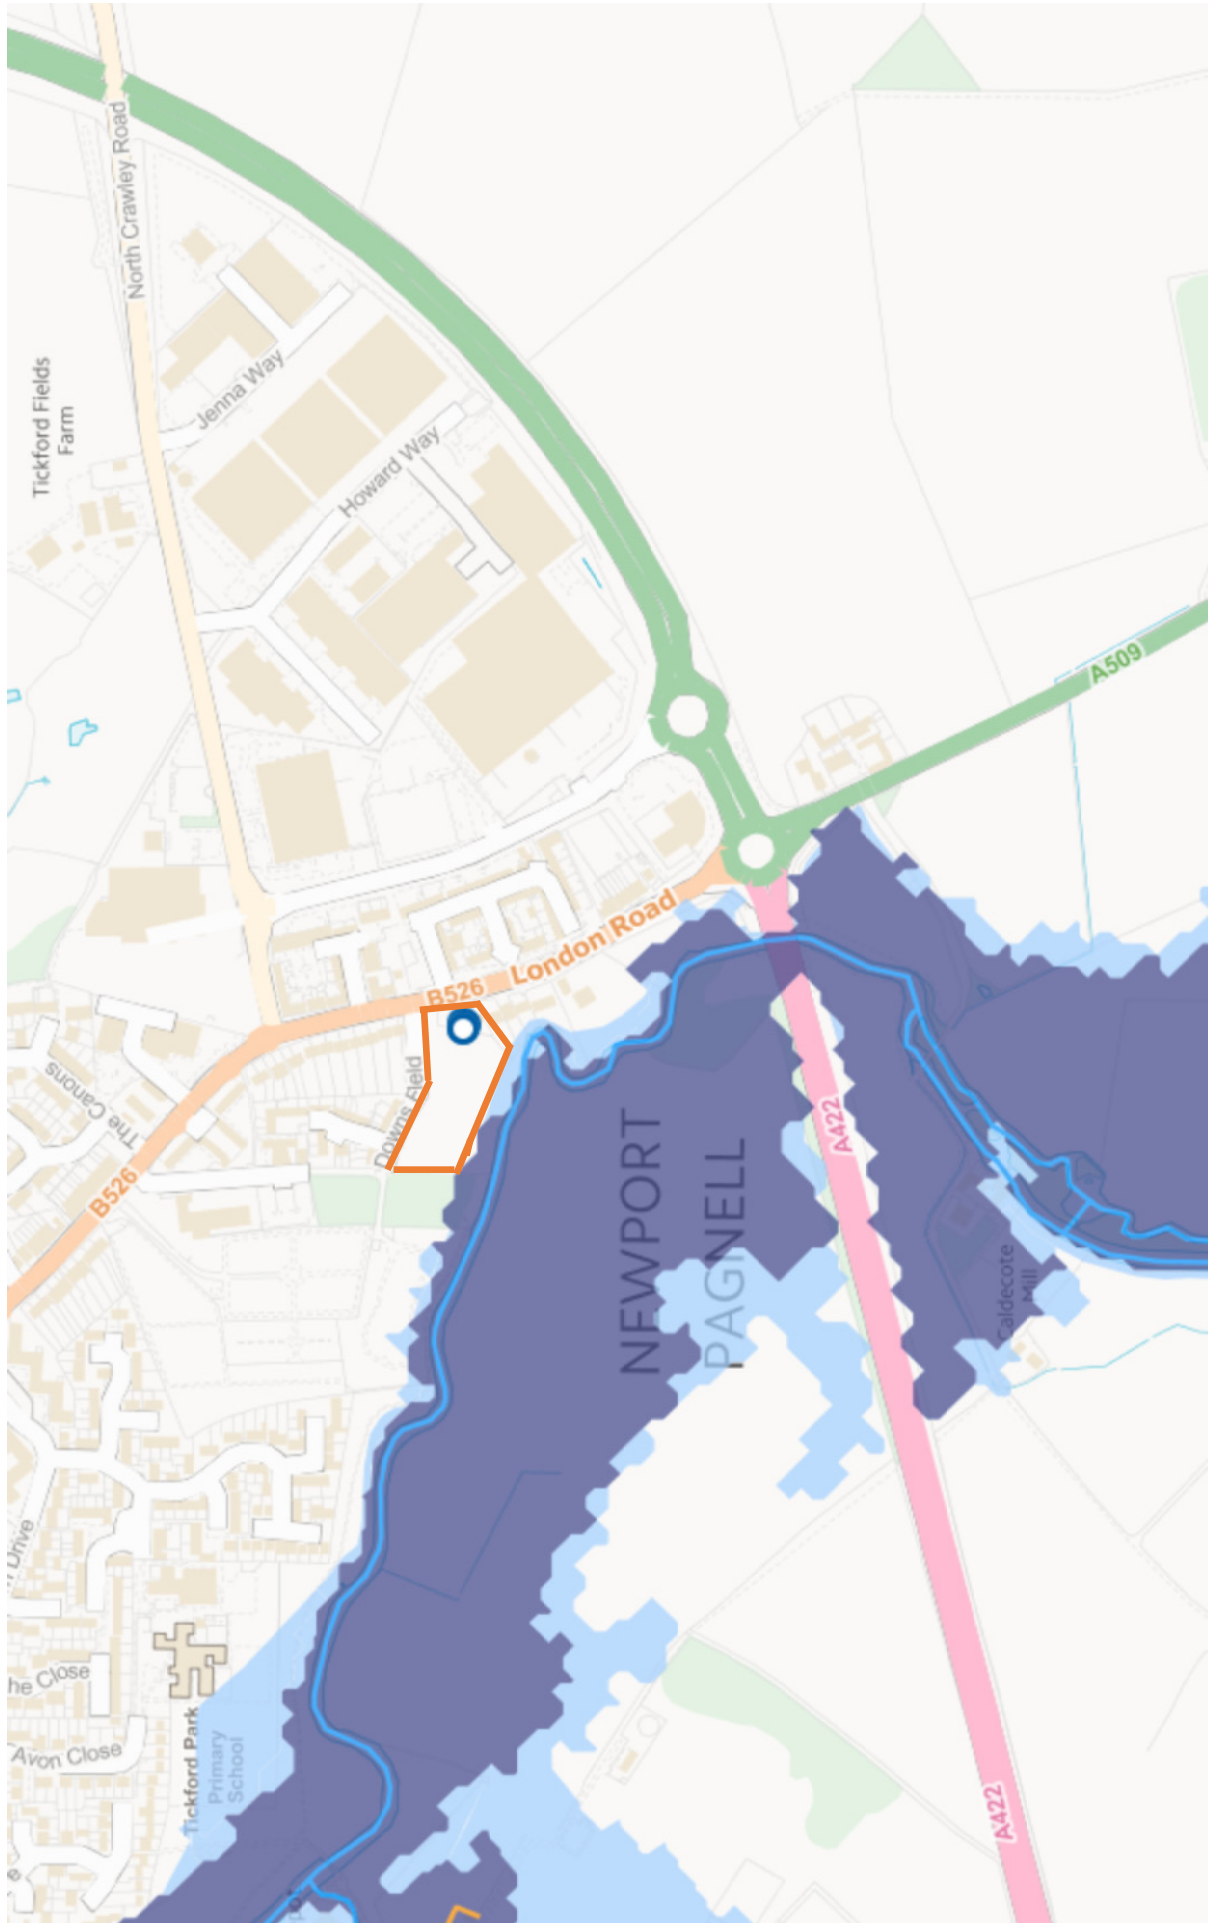 North Crawley Road
Tickford Fields
Farm
Jenna Way
Howard Way
A509
London Road
B526
The Canons
Downs Field
B526
NEWPORT
PAGNELL
A422
Caldecote
Mill
Drive
he Close
Avon Close
Tickford Park
Primary
School
A422